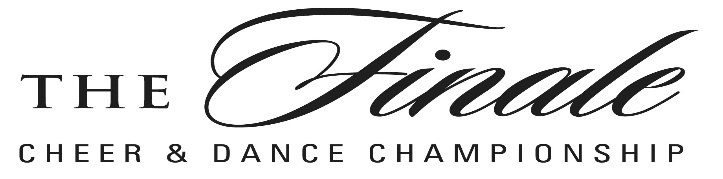 THE Finale
CHEER & DANCE CHAMPIONSHIP